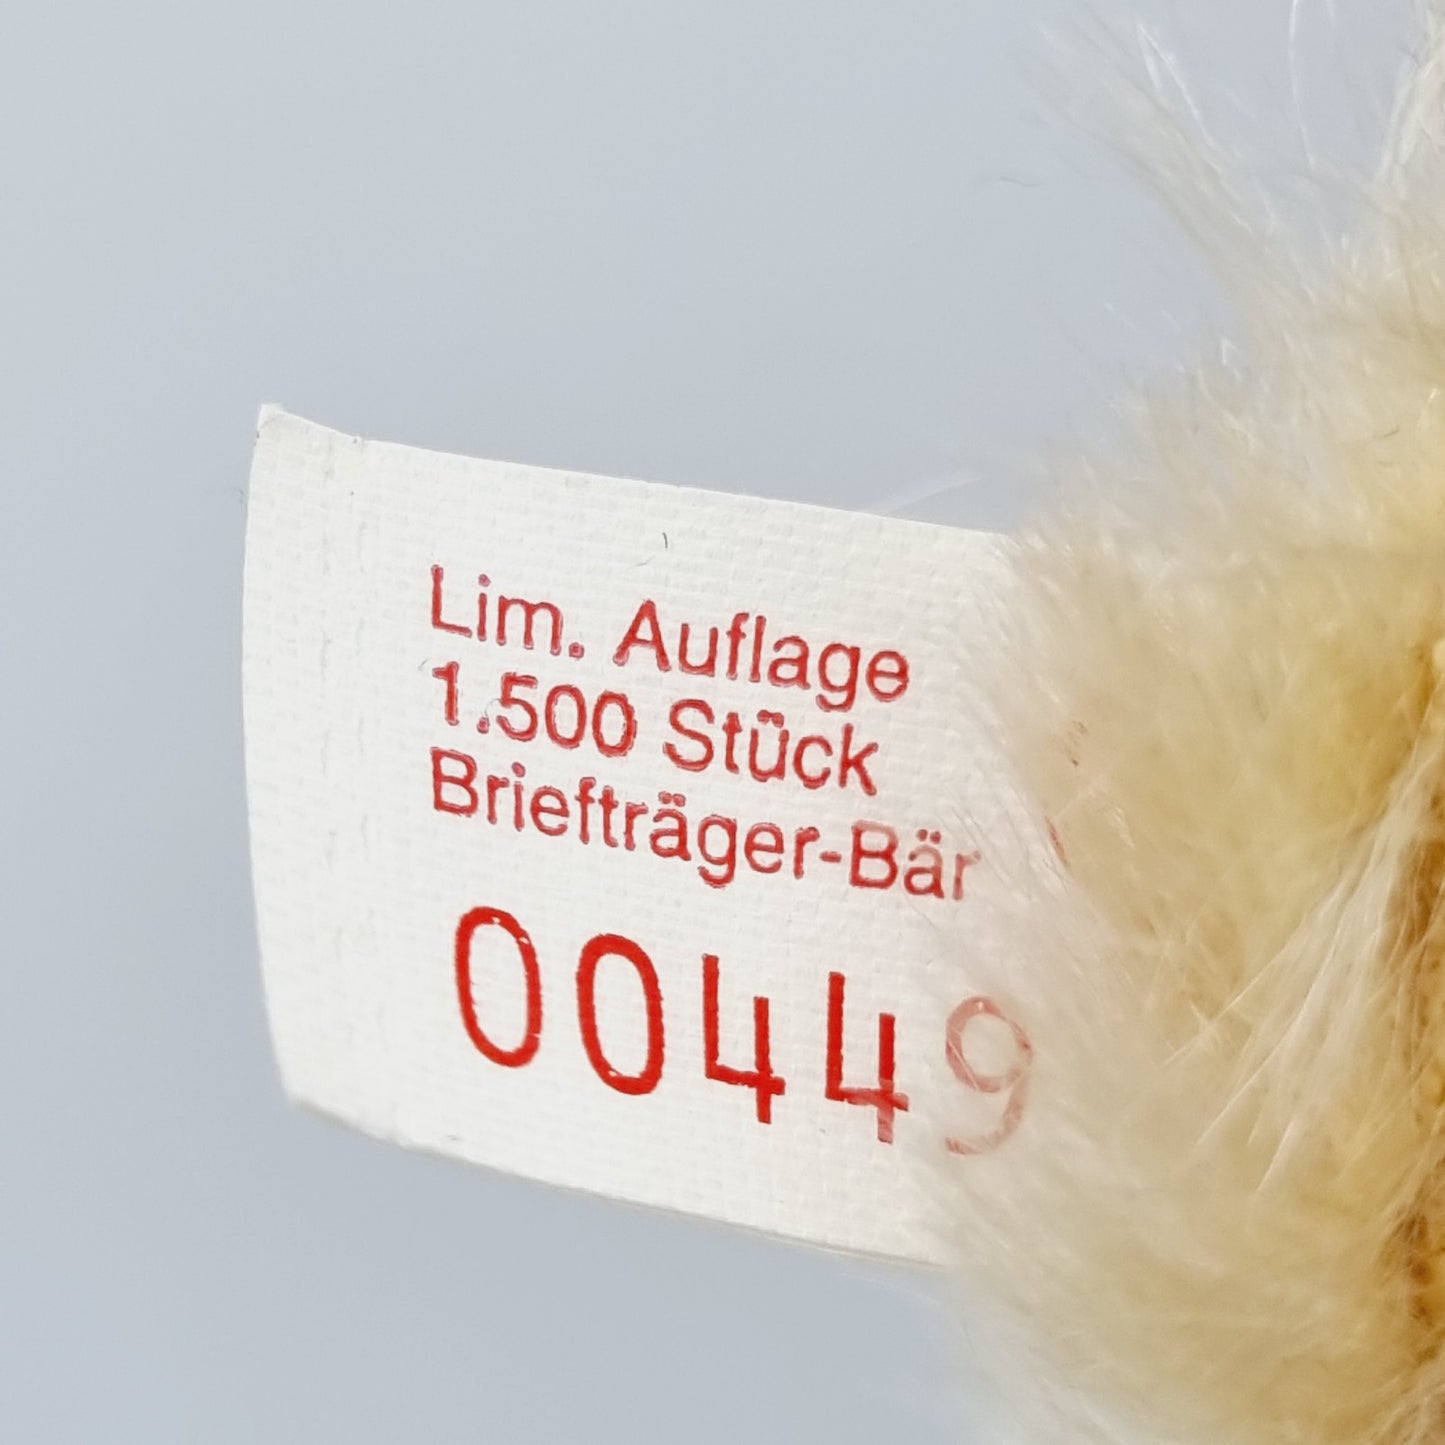 Lim. Auflage
1.500 Stück
Briefträger-Bär
00449